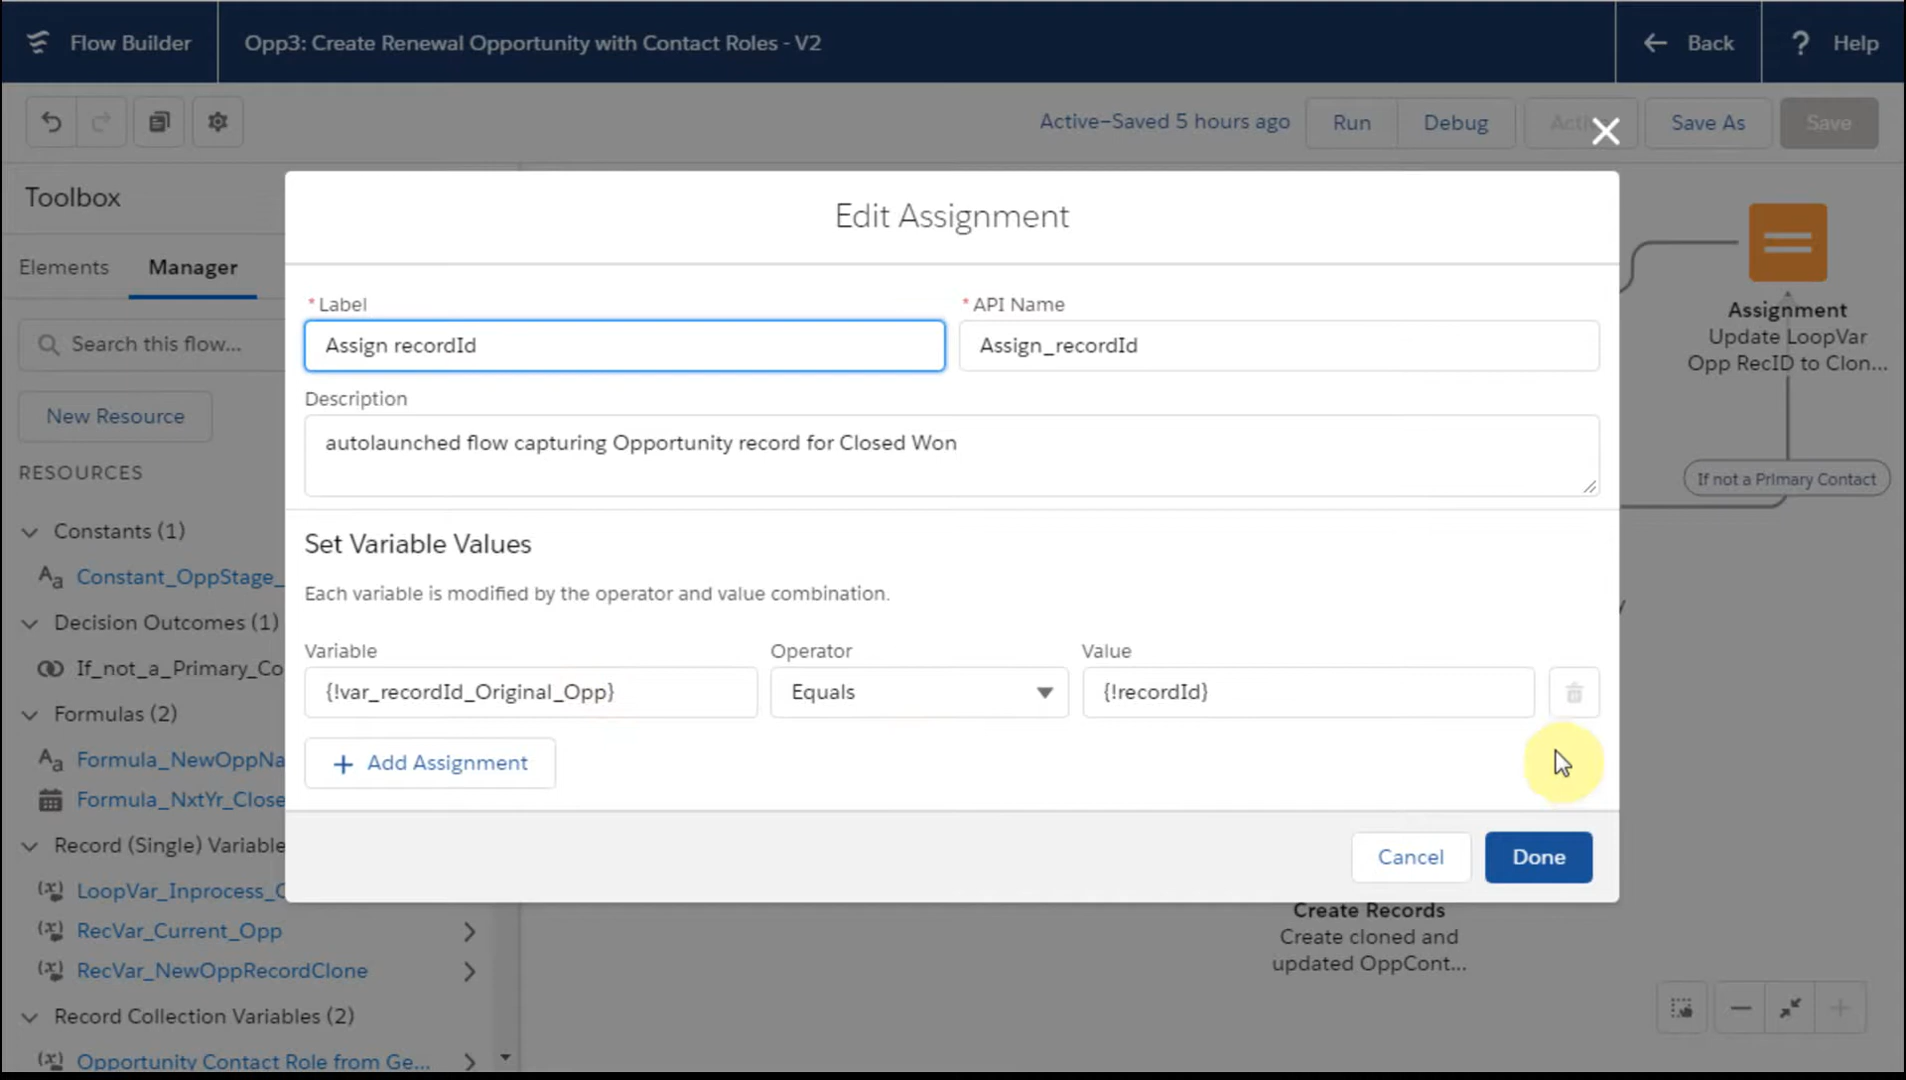 Flow Builder
Opp3: Create Renewal Opportunity with Contact Roles - V2
Back
? Help
Active–Saved 5 hours ago
Run
Debug
Save As
Save
Toolbox
Elements
Manager
Search this flow...
New Resource
RESOURCES
Constants (1)
Constant_OppStage_
Decision Outcomes (1)
If_not_a_Primary_Co
Formulas (2)
Formula_NewOppNa
Formula_NxtYr_Close
Record (Single) Variable
LoopVar_Inprocess_
RecVar_Current_Opp
RecVar_NewOppRecordClone
Record Collection Variables (2)
Opportunity Contact Role from Ge...
Edit Assignment
* Label
Assign recordId
* API Name
Assign_recordId
Description
autolaunched flow capturing Opportunity record for Closed Won
Set Variable Values
Each variable is modified by the operator and value combination.
Variable
Operator
Value
{!var_recordId_Original_Opp}
Equals
{!recordId}
+ Add Assignment
Cancel
Done
Assignment
Update LoopVar
Opp RecID to Clon...
If not a Primary Contact
Create Records
Create cloned and
updated OppCont...